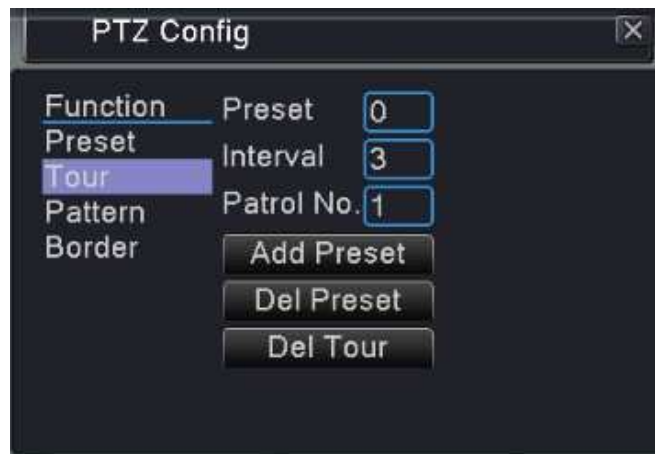 PTZ Config
Function
Preset
Tour
Pattern
Border
Preset 0
Interval 3
Patrol No. 1
Add Preset
Del Preset
Del Tour